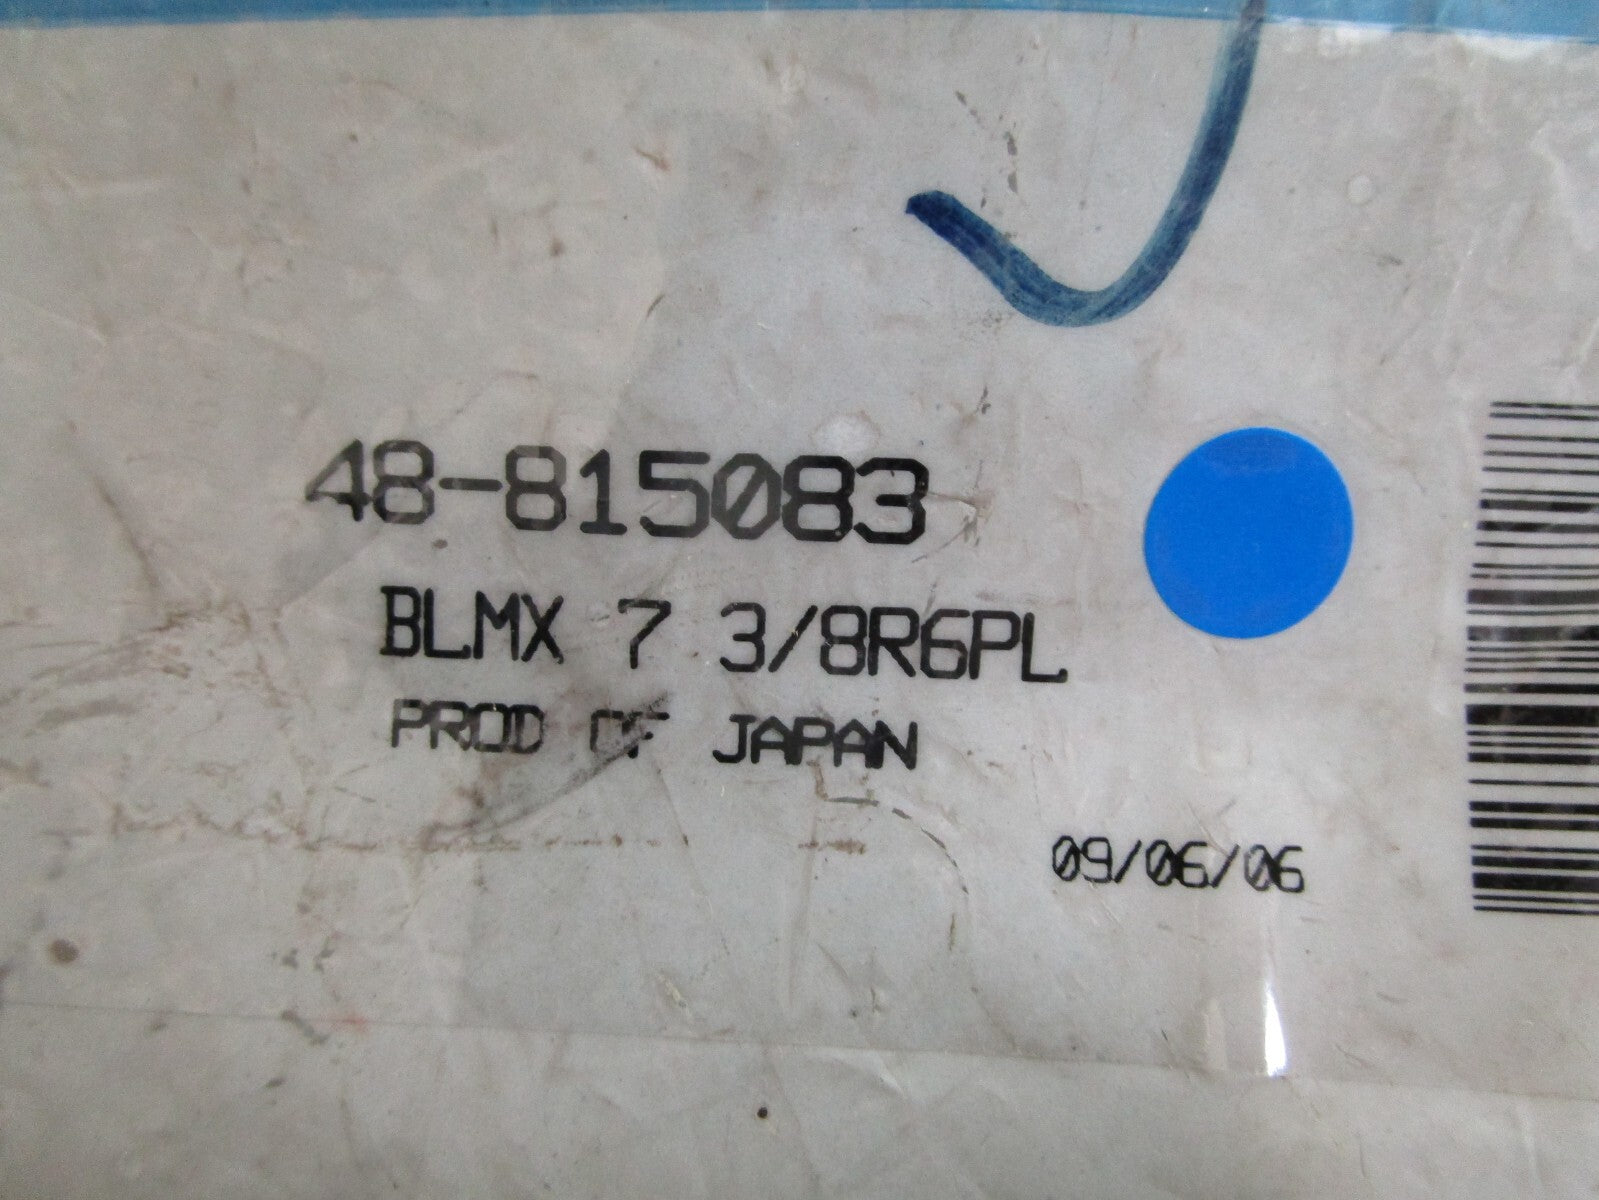 48-815083
BLMX 7 3/8R6PL
PROD OF JAPAN
09/06/06